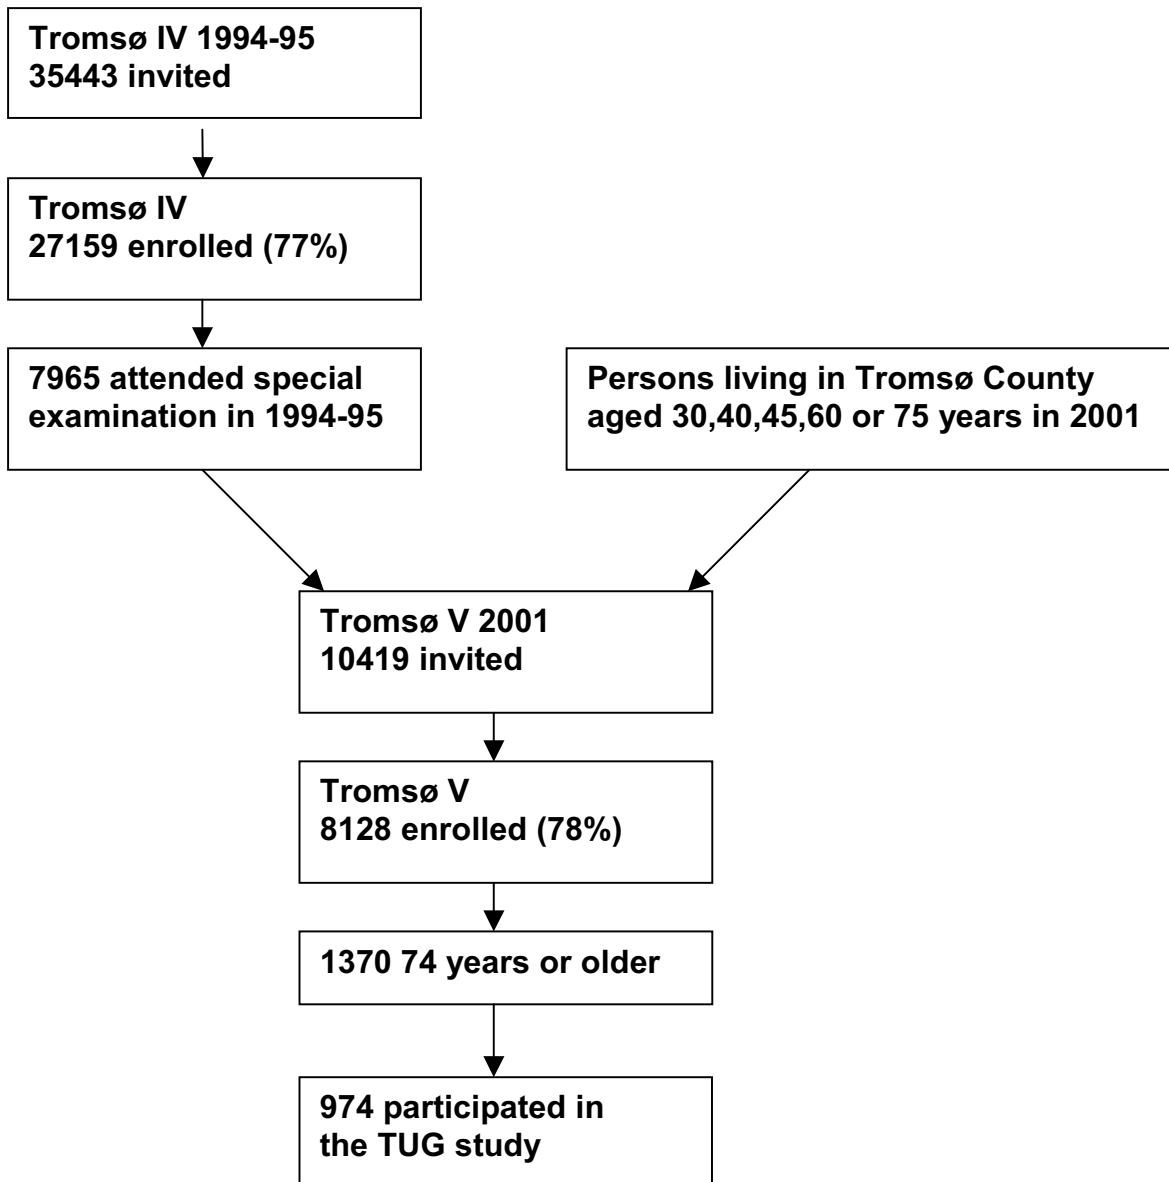 Tromsø IV 1994-95
35443 invited
Tromsø IV
27159 enrolled (77%)
7965 attended special
examination in 1994-95
Persons living in Tromsø County
aged 30,40,45,60 or 75 years in 2001
Tromsø V 2001
10419 invited
Tromsø V
8128 enrolled (78%)
1370 74 years or older
974 participated in
the TUG study